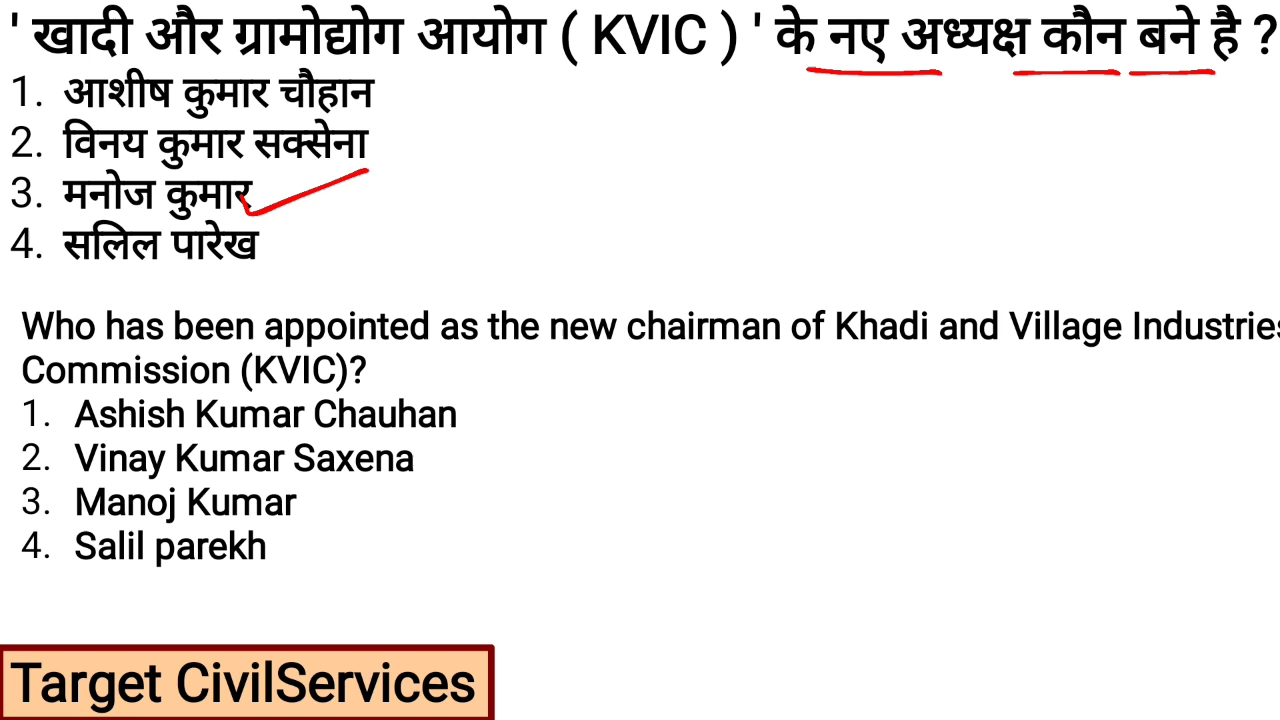 ' खादी और ग्रामोद्योग आयोग ( KVIC ) ' के नए अध्यक्ष कौन बने है ?
1. आशीष कुमार चौहान
2. विनय कुमार सक्सेना
3. मनोज कुमार
4. सलिल पारेख
Who has been appointed as the new chairman of Khadi and Village Industries
Commission (KVIC)?
1. Ashish Kumar Chauhan
2. Vinay Kumar Saxena
3. Manoj Kumar
4. Salil parekh
Target CivilServices